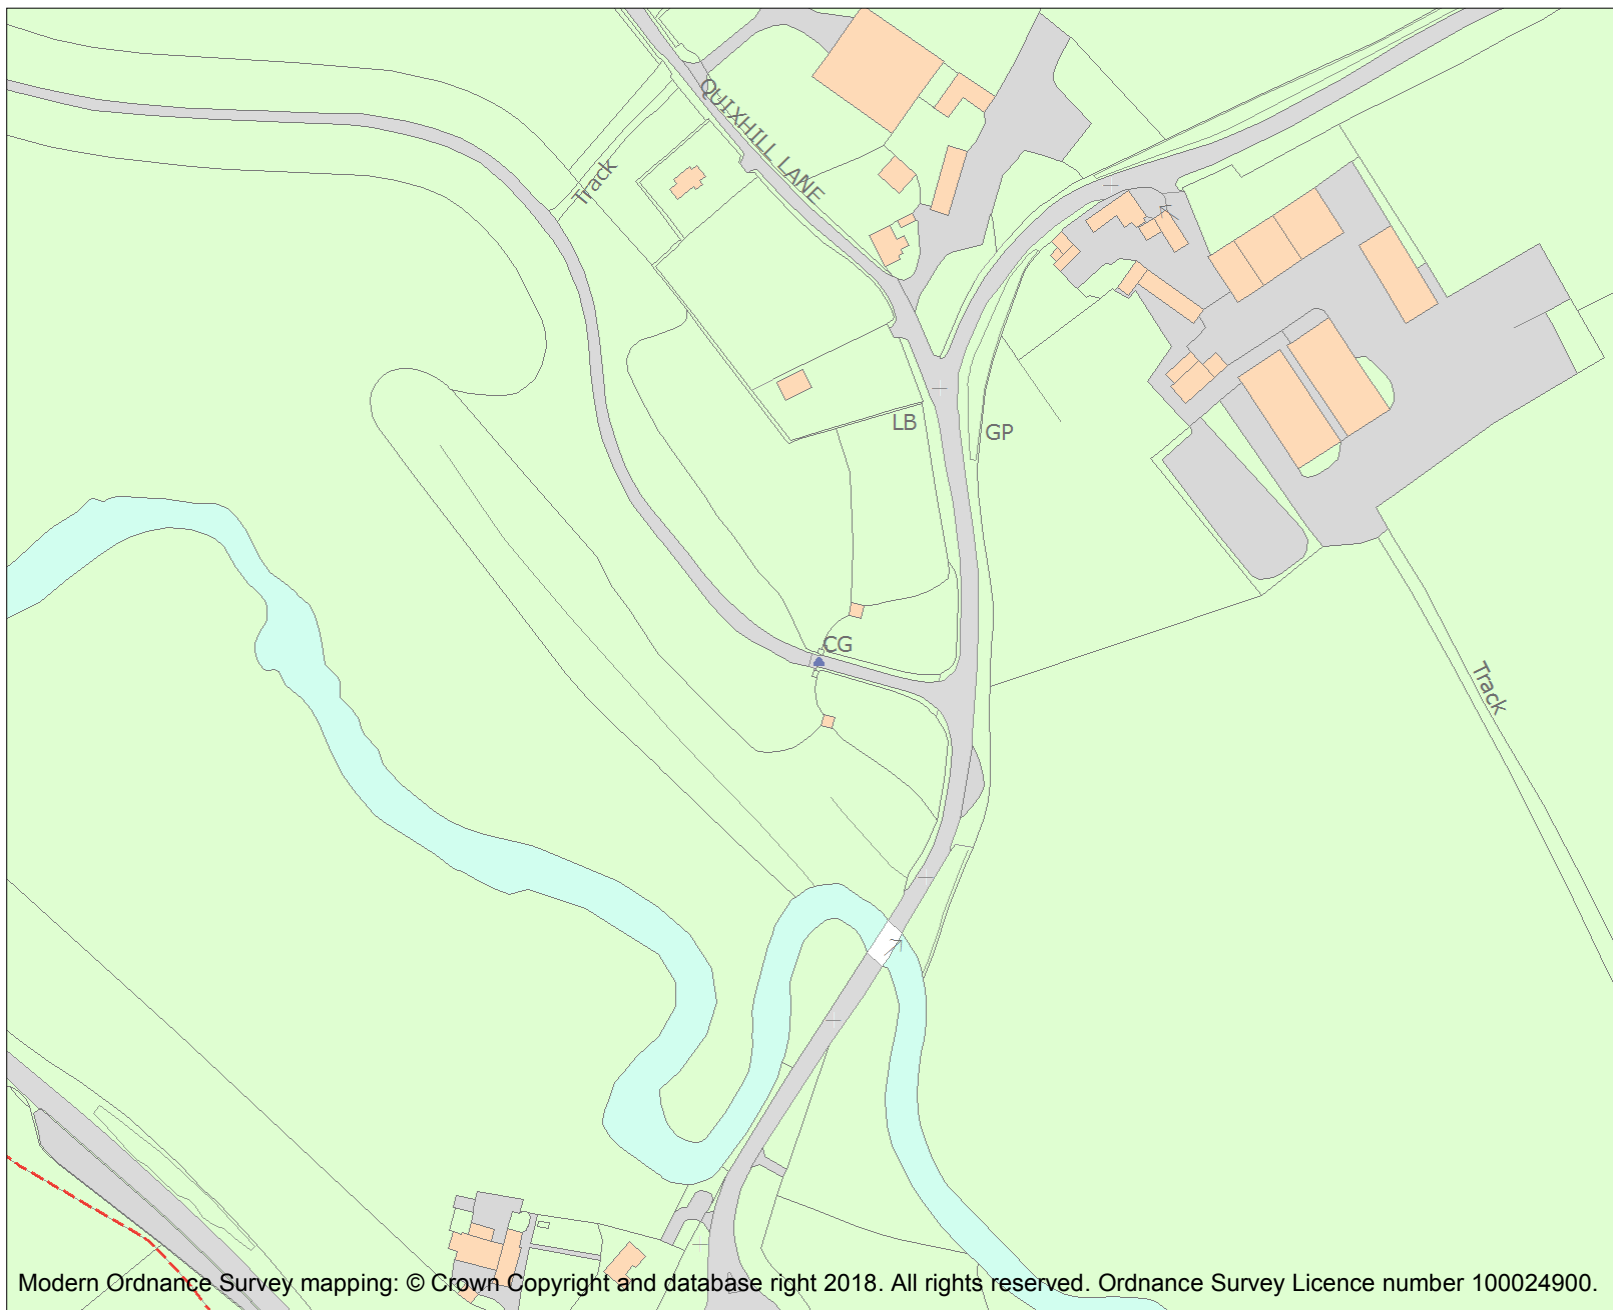 QUIXHILL LANE
Track
LB
GP
CG
Track
Modern Ordnance Survey mapping: © Crown Copyright and database right 2018. All rights reserved. Ordnance Survey Licence number 100024900.